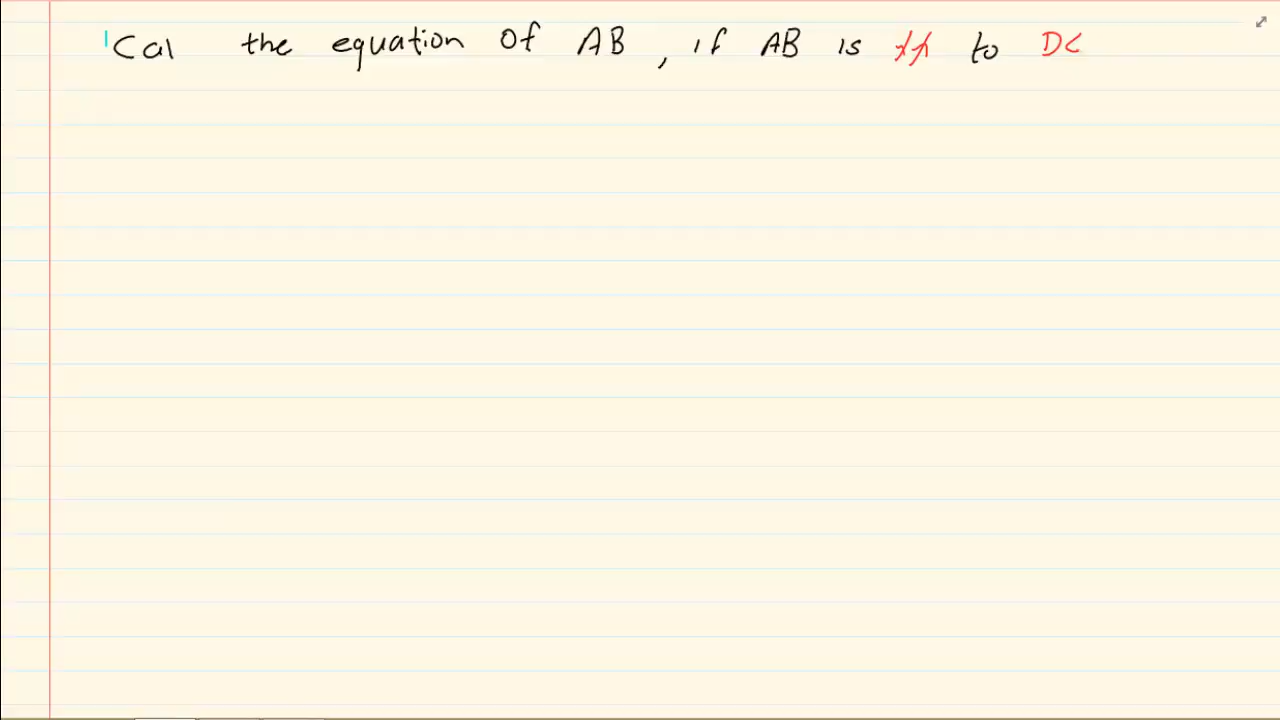 Cal the equation of AB, if AB is // to DC